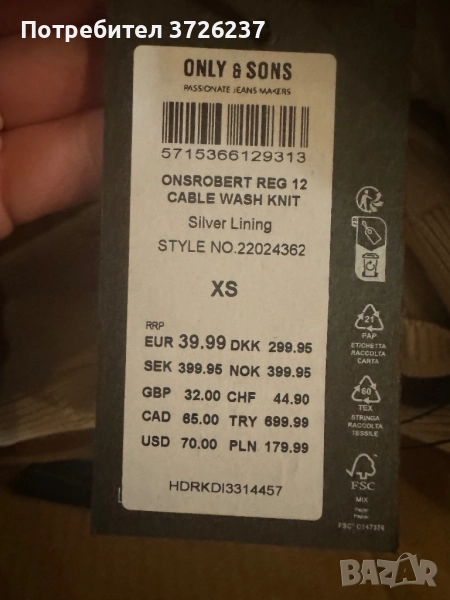 Потребител 3726237
ONLY & SONS
PASSIONATE JEANS MAKERS
5715366129313
ONSROBERT REG 12
CABLE WASH KNIT
Silver Lining
STYLE NO.22024362
XS
RRP
EUR 39.99 DKK 299.95
SEK 399.95 NOK 399.95
GBP 32.00 CHF 44.90
CAD 65.00 TRY 699.99
USD 70.00 PLN 179.99
HDRKDI3314457
21
PAP
ETICHETTA
RACCOLTA
CARTA
60
TEX
STRINGA
RACCOLTA
TESSILE
FSC
MIX
Paper
BAZAR